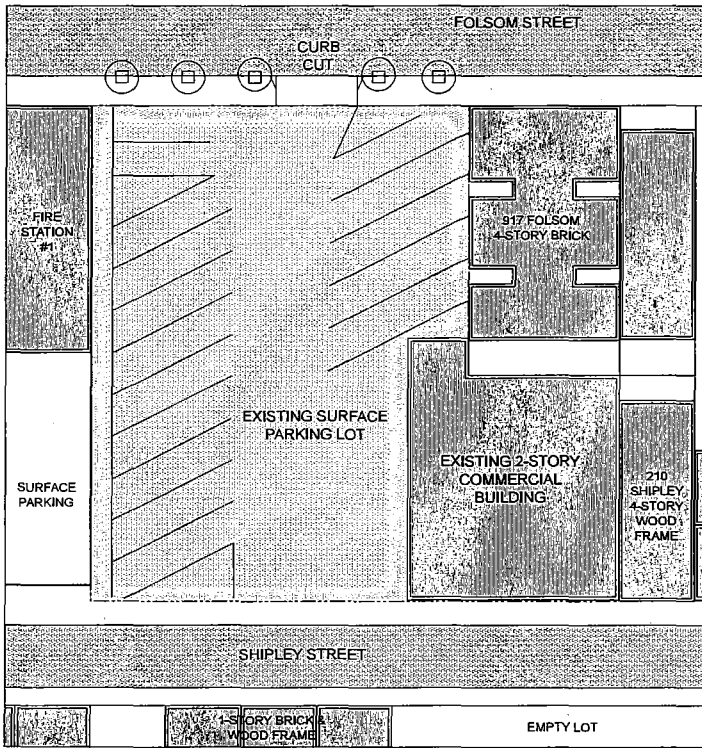 FOLSOM STREET
CURB
CUT
FIRE
STATION
#1
917 FOLSOM
4-STORY BRICK
EXISTING SURFACE
PARKING LOT
SURFACE
PARKING
EXISTING 2-STORY
COMMERCIAL
BUILDING
210
SHIPLEY
4-STORY
WOOD
FRAME
SHIPLEY STREET
1-STORY BRICK &
WOOD FRAME
EMPTY LOT